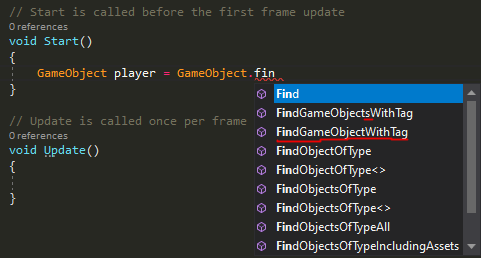 // Start is called before the first frame update
0 references
void Start()
{
GameObject player = GameObject.fin
}
Find
FindGameObjectsWithTag
FindGameObjectWithTag
FindObjectOfType
FindObjectOfType<>
FindObjectsOfType
FindObjectsOfType<>
FindObjectsOfTypeAll
FindObjectsOfTypeIncludingAssets
// Update is called once per frame
0 references
void Update()
{
}